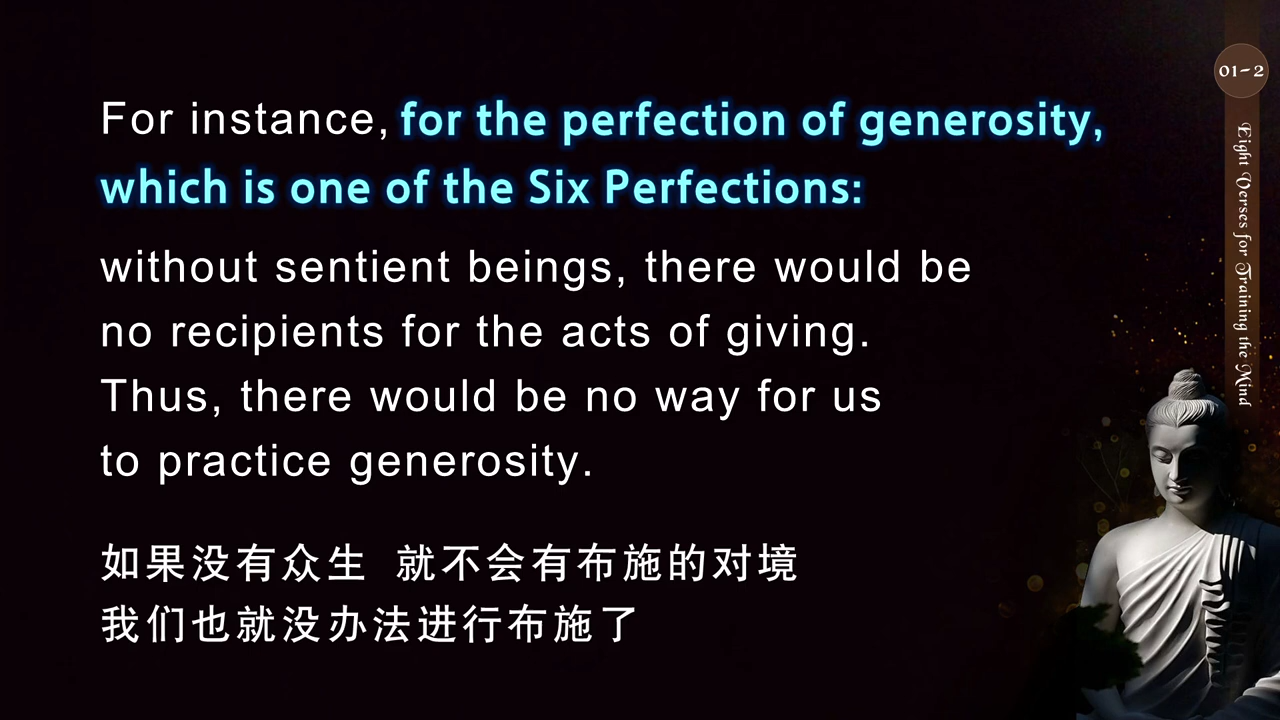 For instance, for the perfection of generosity,
which is one of the Six Perfections:
without sentient beings, there would be
no recipients for the acts of giving.
Thus, there would be no way for us
to practice generosity.
如果没有众生 就不会有布施的对境
我们也就没办法进行布施了
01-2
Eight Verses for Training the Mind